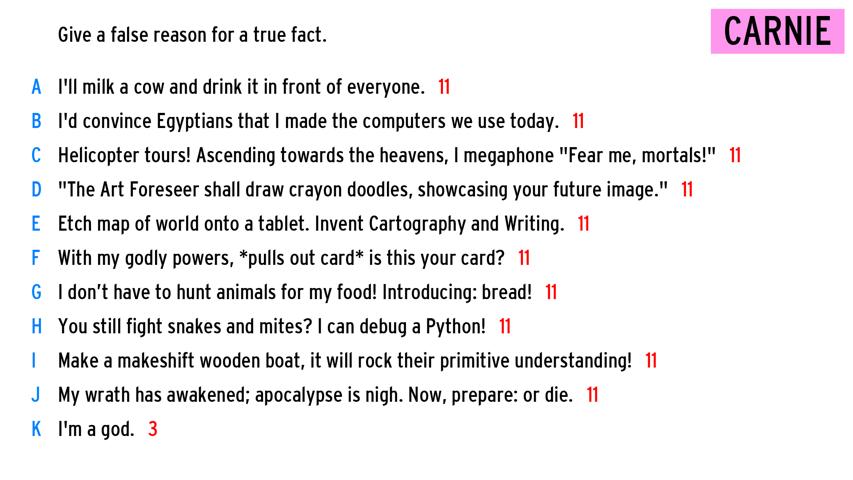 Give a false reason for a true fact.
CARNIE
A I'll milk a cow and drink it in front of everyone. 11
B I'd convince Egyptians that I made the computers we use today. 11
C Helicopter tours! Ascending towards the heavens, I megaphone "Fear me, mortals!" 11
D "The Art Foreseer shall draw crayon doodles, showcasing your future image." 11
E Etch map of world onto a tablet. Invent Cartography and Writing. 11
F With my godly powers, *pulls out card* is this your card? 11
G I don’t have to hunt animals for my food! Introducing: bread! 11
H You still fight snakes and mites? I can debug a Python! 11
I Make a makeshift wooden boat, it will rock their primitive understanding! 11
J My wrath has awakened; apocalypse is nigh. Now, prepare: or die. 11
K I'm a god. 3